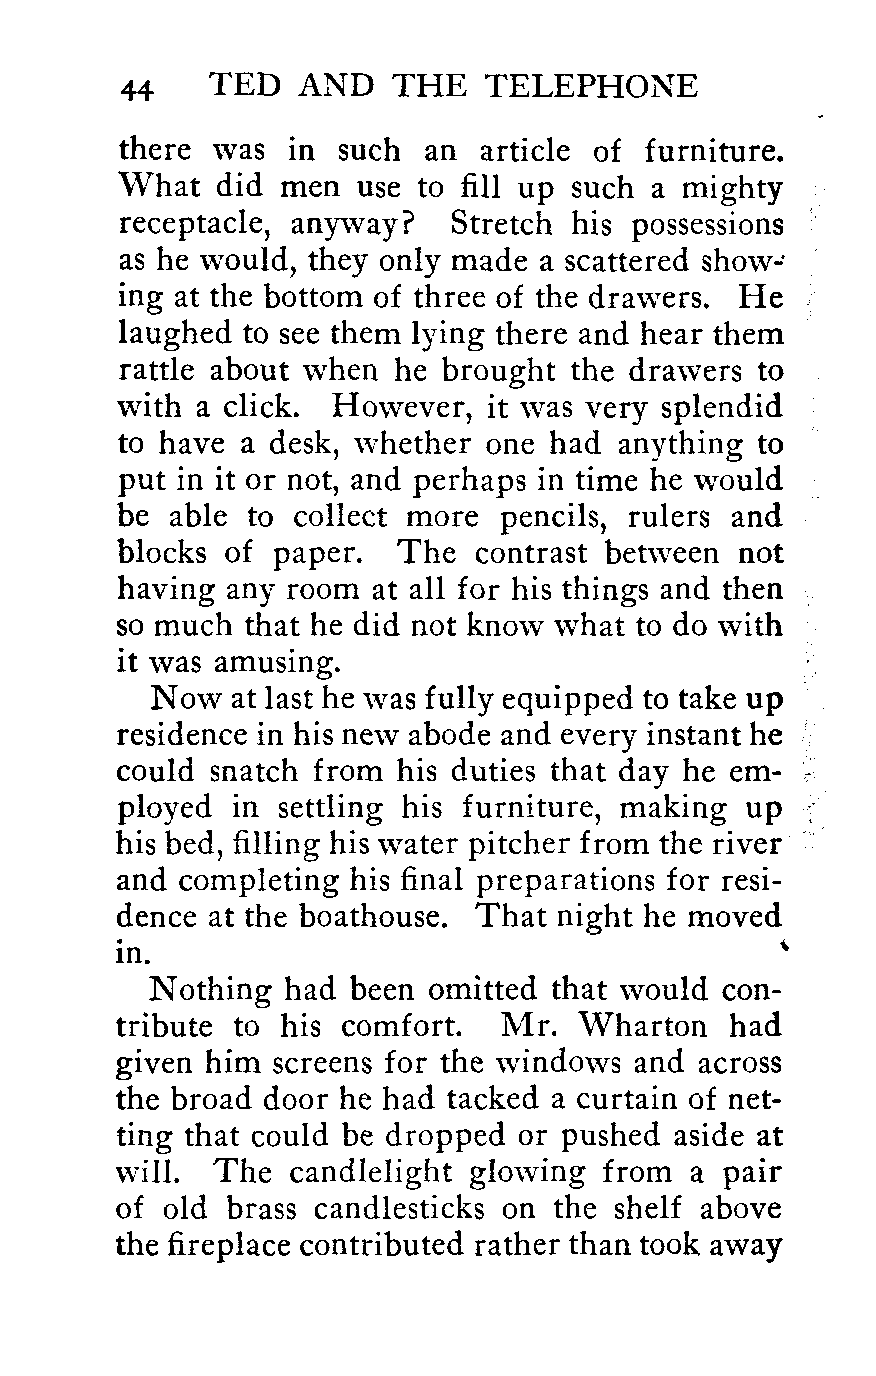 44 TED AND THE TELEPHONE
there was in such an article of furniture.
What did men use to fill up such a mighty
receptacle, anyway? Stretch his possessions
as he would, they only made a scattered show-
ing at the bottom of three of the drawers. He
laughed to see them lying there and hear them
rattle about when he brought the drawers to
with a click. However, it was very splendid
to have a desk, whether one had anything to
put in it or not, and perhaps in time he would
be able to collect more pencils, rulers and
blocks of paper. The contrast between not
having any room at all for his things and then
so much that he did not know what to do with
it was amusing.
Now at last he was fully equipped to take up
residence in his new abode and every instant he
could snatch from his duties that day he em-
ployed in settling his furniture, making up
his bed, filling his water pitcher from the river
and completing his final preparations for resi-
dence at the boathouse. That night he moved
in.
Nothing had been omitted that would con-
tribute to his comfort. Mr. Wharton had
given him screens for the windows and across
the broad door he had tacked a curtain of net-
ting that could be dropped or pushed aside at
will. The candlelight glowing from a pair
of old brass candlesticks on the shelf above
the fireplace contributed rather than took away